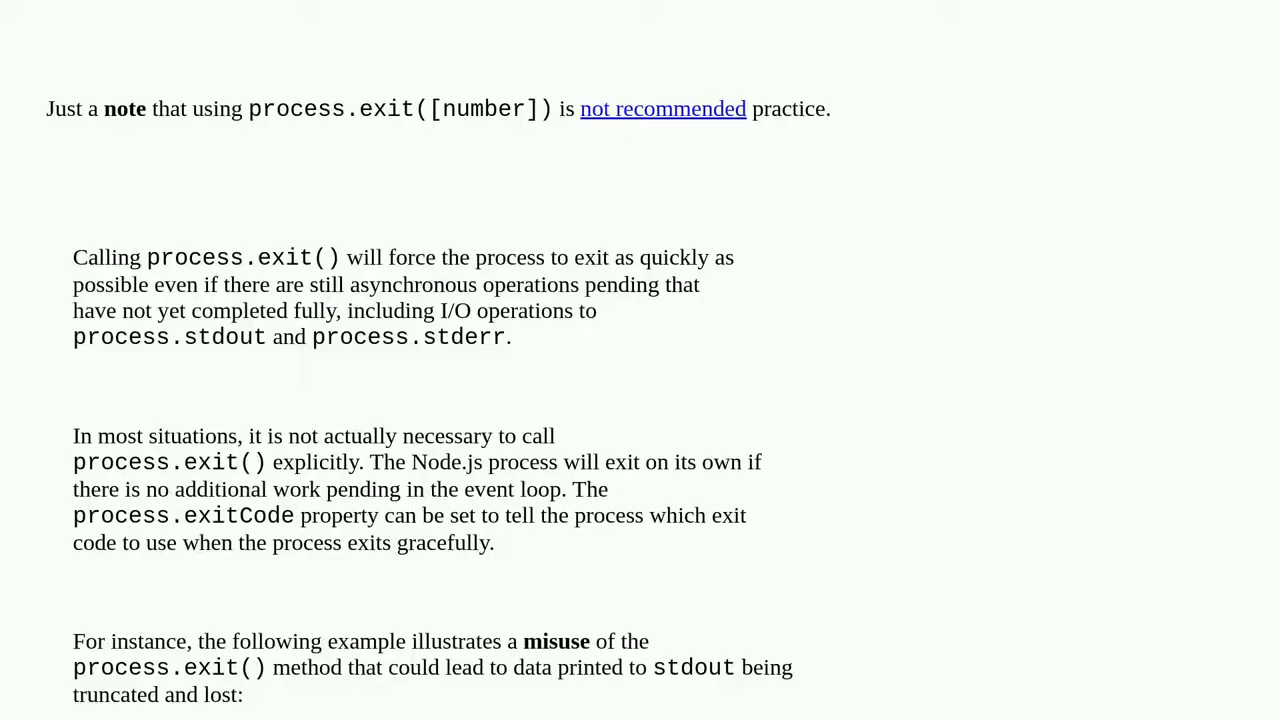 Just a note that using process.exit([number]) is not recommended practice.
Calling process.exit() will force the process to exit as quickly as
possible even if there are still asynchronous operations pending that
have not yet completed fully, including I/O operations to
process.stdout and process.stderr.
In most situations, it is not actually necessary to call
process.exit() explicitly. The Node.js process will exit on its own if
there is no additional work pending in the event loop. The
process.exitCode property can be set to tell the process which exit
code to use when the process exits gracefully.
For instance, the following example illustrates a misuse of the
process.exit() method that could lead to data printed to stdout being
truncated and lost: